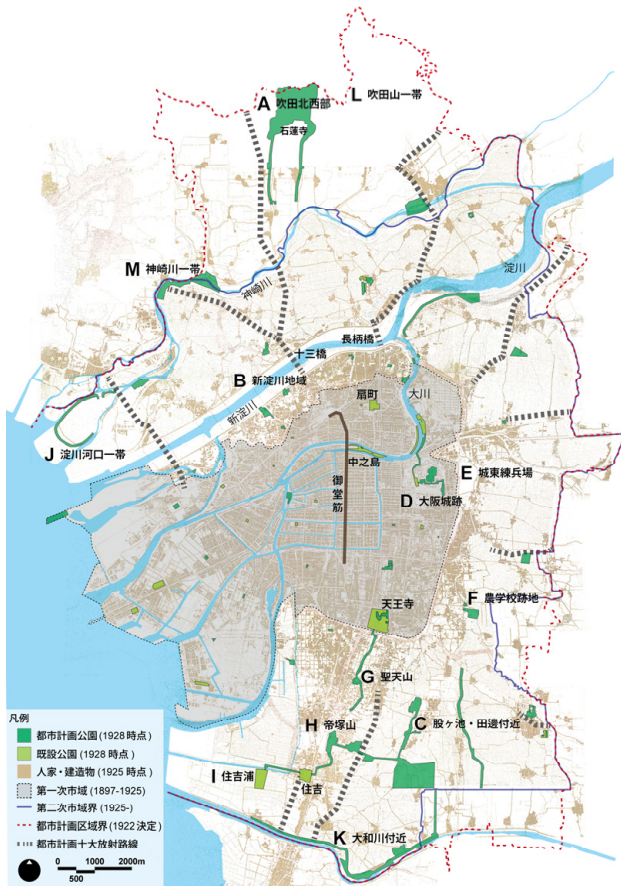 L 吹田山一帯
A 吹田北西部
石蓮寺
M 神崎川一帯
神崎川
淀川
長柄橋
十三橋
B 新淀川地域
新淀川
扇町
大川
J 淀川河口一帯
中之島
E 城東練兵場
御堂筋
D 大阪城跡
F 農学校跡地
天王寺
G 聖天山
H 帝塚山
C 股ヶ池・田邊付近
I 住吉浦
住吉
K 大和川付近
凡例
都市計画公園 (1928 時点)
既設公園 (1928 時点)
人家・建造物 (1925 時点)
第一次市域 (1897-1925)
第二次市域界 (1925-)
都市計画区域界 (1922 決定)
都市計画十大放射路線
0 1000 2000m
500